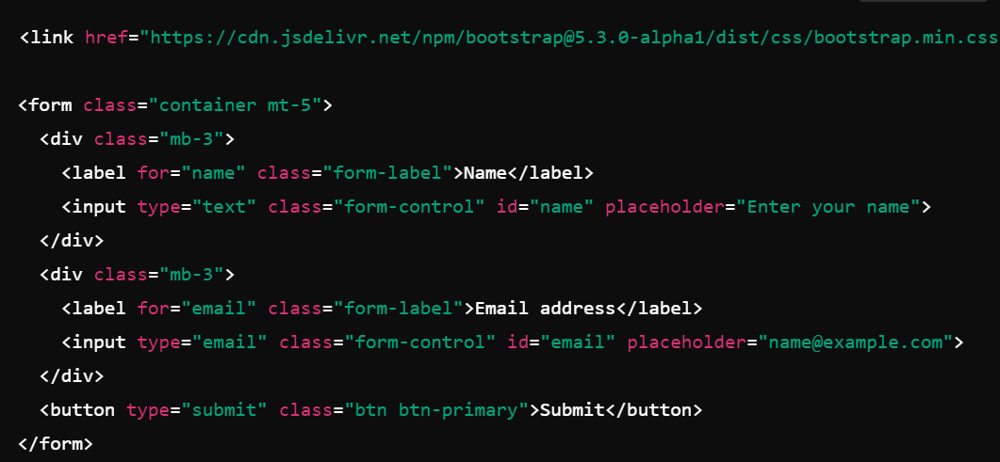 <link href="https://cdn.jsdelivr.net/npm/bootstrap@5.3.0-alpha1/dist/css/bootstrap.min.css
<form class="container mt-5">
  <div class="mb-3">
    <label for="name" class="form-label">Name</label>
    <input type="text" class="form-control" id="name" placeholder="Enter your name">
  </div>
  <div class="mb-3">
    <label for="email" class="form-label">Email address</label>
    <input type="email" class="form-control" id="email" placeholder="name@example.com">
  </div>
  <button type="submit" class="btn btn-primary">Submit</button>
</form>